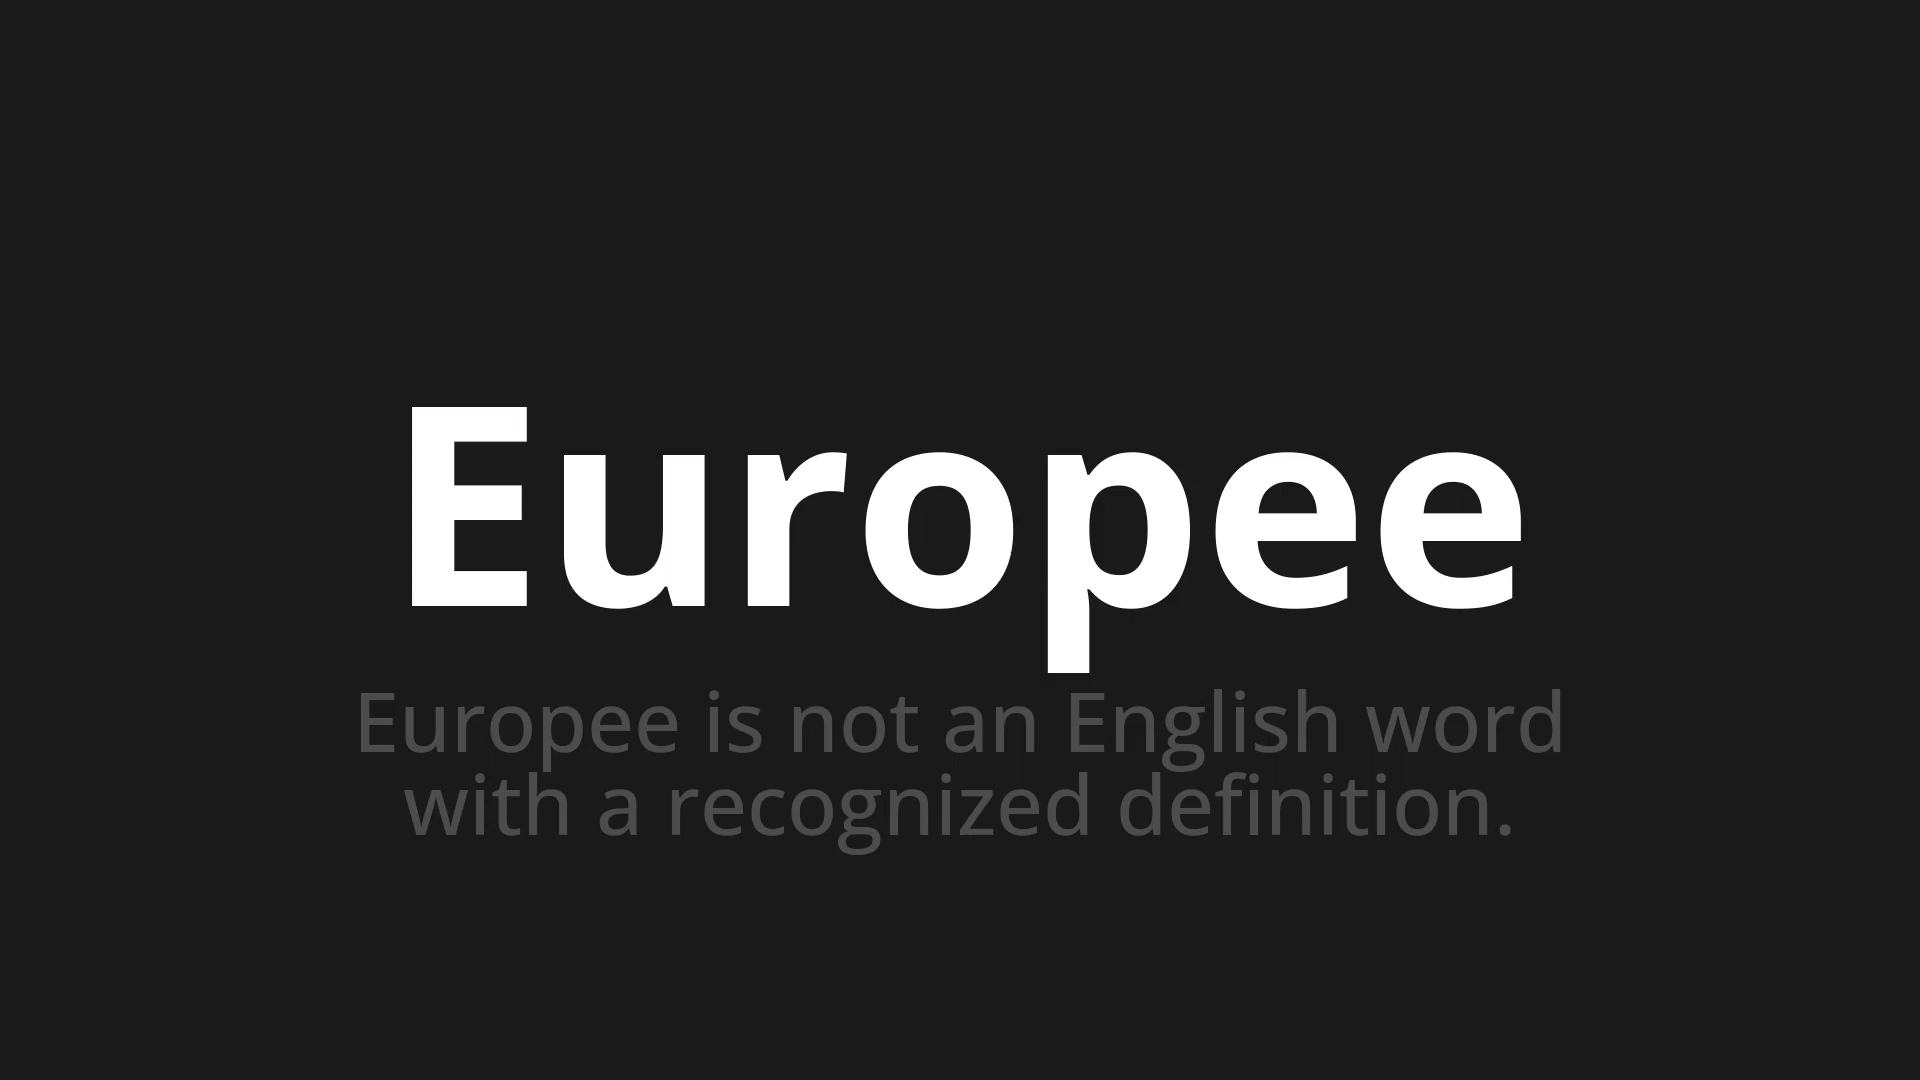 Europee
Europee is not an English word
with a recognized definition.